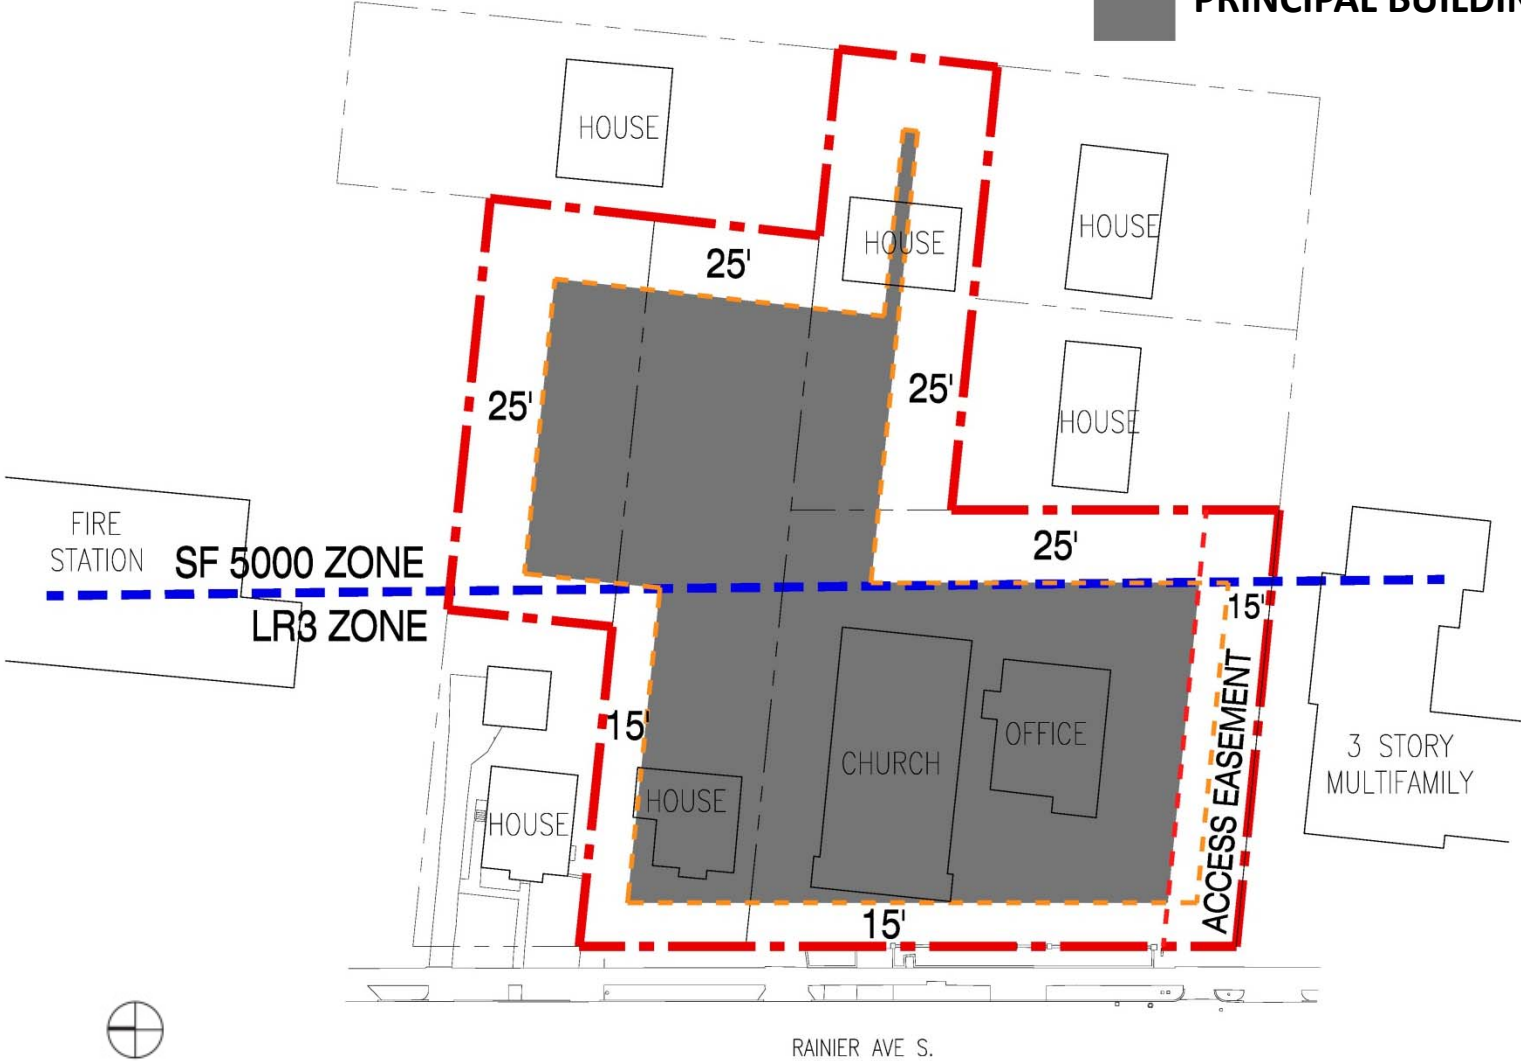 PRINCIPAL BUILDIN
HOUSE
HOUSE
HOUSE
25'
25'
25'
HOUSE
FIRE
STATION
SF 5000 ZONE
25'
LR3 ZONE
15'
15'
ACCESS EASEMENT
OFFICE
CHURCH
3 STORY
MULTIFAMILY
HOUSE
HOUSE
15'
RAINIER AVE S.